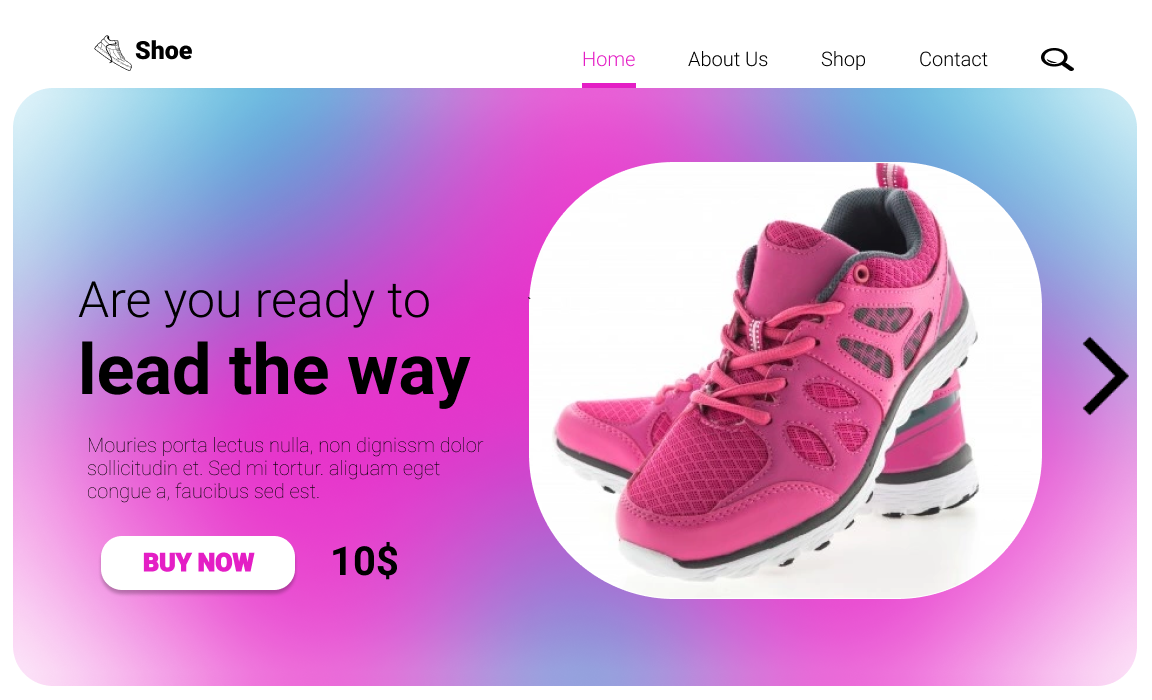 Shoe
Home About Us Shop Contact
Are you ready to
lead the way
Mouries porta lectus nulla, non dignissm dolor
sollicitudin et. Sed mi tortur. aliguam eget
congue a, faucibus sed est.
BUY NOW 10$